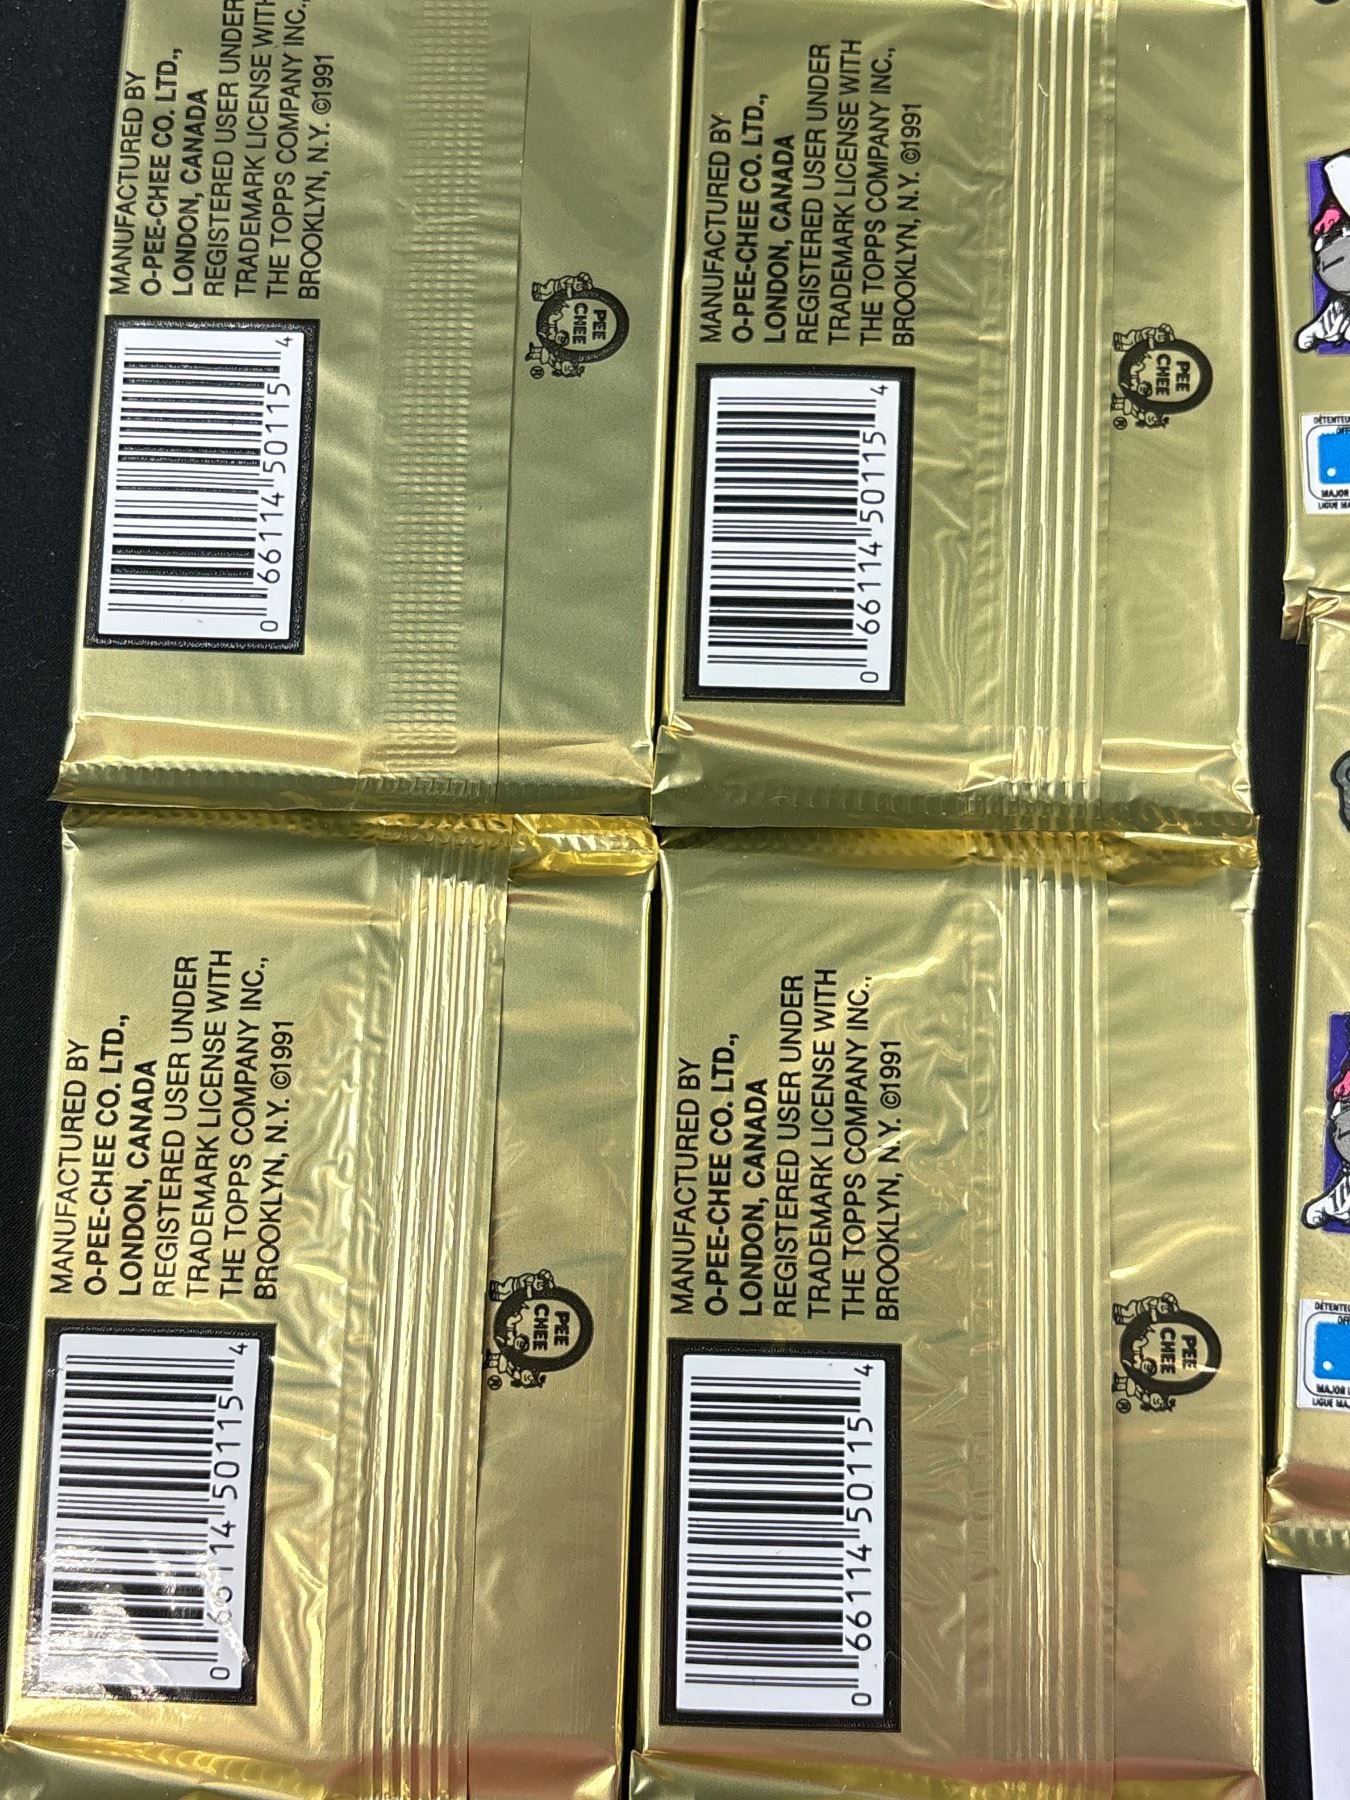 MANUFACTURED BY
O-PEE-CHEE CO. LTD.,
LONDON, CANADA
REGISTERED USER UNDER
TRADEMARK LICENSE WITH
THE TOPPS COMPANY INC.,
BROOKLYN, N.Y. ©1991
0 66114 50115 4
PEE
CHEE
®
MANUFACTURED BY
O-PEE-CHEE CO. LTD.,
LONDON, CANADA
REGISTERED USER UNDER
TRADEMARK LICENSE WITH
THE TOPPS COMPANY INC.,
BROOKLYN, N.Y. ©1991
0 66114 50115 4
PEE
CHEE
®
MANUFACTURED BY
O-PEE-CHEE CO. LTD.,
LONDON, CANADA
REGISTERED USER UNDER
TRADEMARK LICENSE WITH
THE TOPPS COMPANY INC.,
BROOKLYN, N.Y. ©1991
0 66114 50115 4
PEE
CHEE
®
MANUFACTURED BY
O-PEE-CHEE CO. LTD.,
LONDON, CANADA
REGISTERED USER UNDER
TRADEMARK LICENSE WITH
THE TOPPS COMPANY INC.,
BROOKLYN, N.Y. ©1991
0 66114 50115 4
PEE
CHEE
®
MAJOR
LIGUE
MAJOR
LIGUE